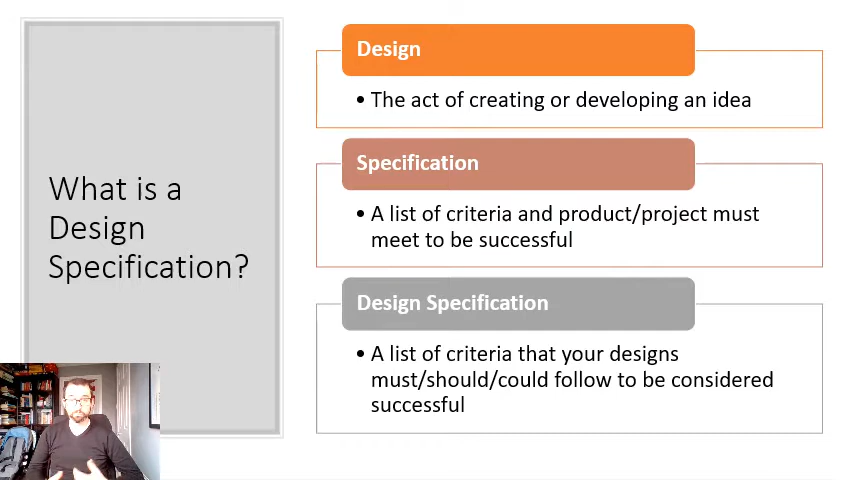 What is a
Design
Specification?
Design
• The act of creating or developing an idea
Specification
• A list of criteria and product/project must
meet to be successful
Design Specification
• A list of criteria that your designs
must/should/could follow to be considered
successful